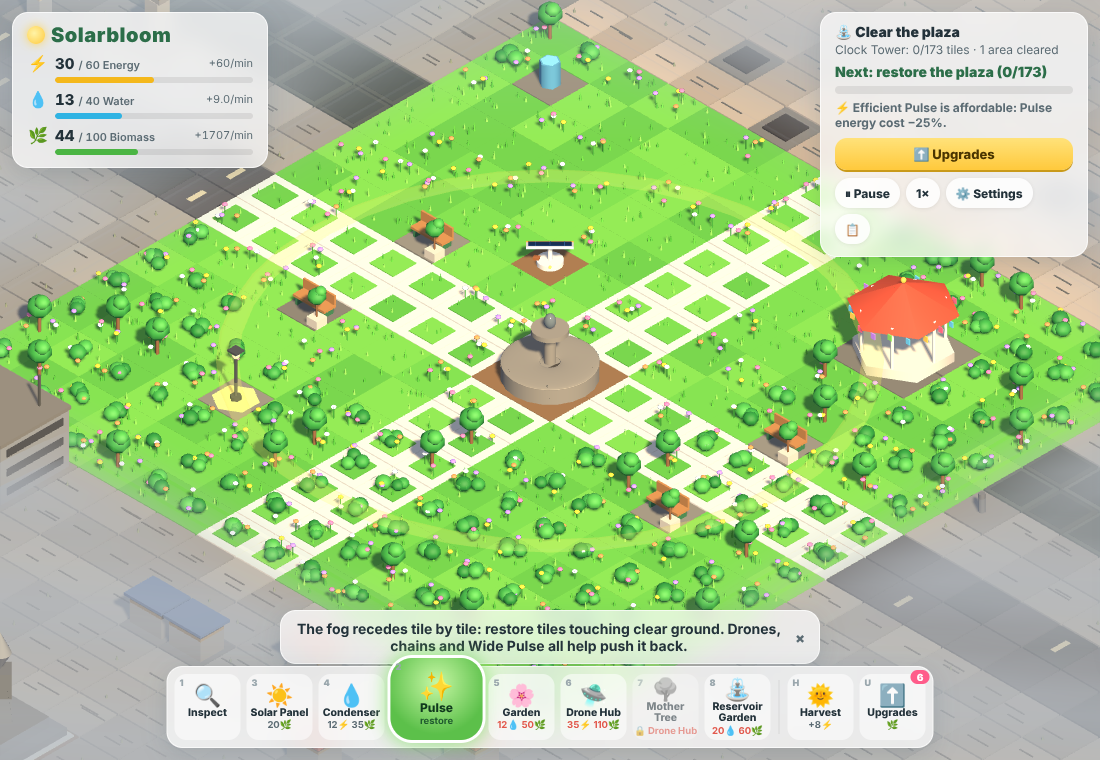 Solarbloom
⚡ 30 / 60 Energy +60/min
💧 13 / 40 Water +9.0/min
🌿 44 / 100 Biomass +1707/min
⛲ Clear the plaza
Clock Tower: 0/173 tiles · 1 area cleared
Next: restore the plaza (0/173)
⚡ Efficient Pulse is affordable: Pulse
energy cost −25%.
⬆️ Upgrades
⏸ Pause
1×
⚙️ Settings
📋
The fog recedes tile by tile: restore tiles touching clear ground. Drones,
chains and Wide Pulse all help push it back.
✖
1
Inspect
3
Solar Panel
20🌿
4
Condenser
12⚡ 35🌿
Pulse
restore
5
Garden
12💧 50🌿
6
Drone Hub
35⚡ 110🌿
7
Mother
Tree
🔒 Drone Hub
8
Reservoir
Garden
20💧 60🌿
H
Harvest
+8⚡
U
6
Upgrades
🌿